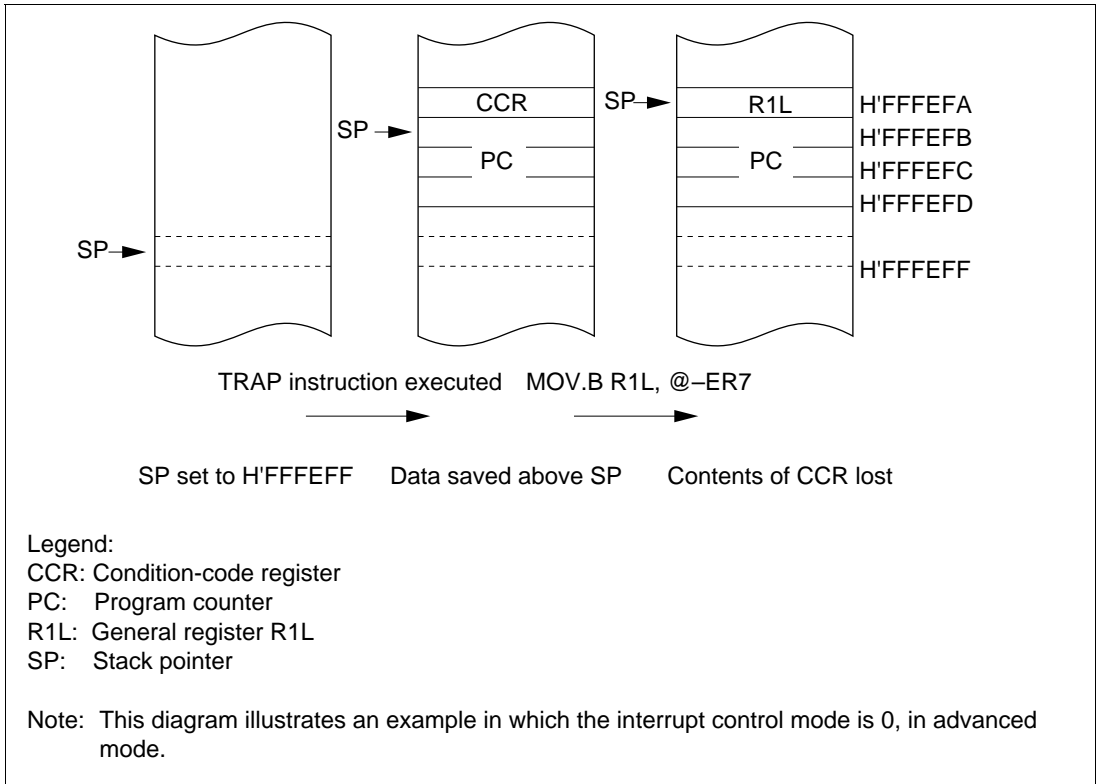 CCR
SP
R1L
H'FFFEFA
SP
H'FFFEFB
PC
PC
H'FFFEFC
H'FFFEFD
SP
H'FFFEFF
TRAP instruction executed MOV.B R1L, @–ER7
SP set to H'FFFEFF Data saved above SP Contents of CCR lost
Legend:
CCR: Condition-code register
PC: Program counter
R1L: General register R1L
SP: Stack pointer
Note: This diagram illustrates an example in which the interrupt control mode is 0, in advanced
mode.